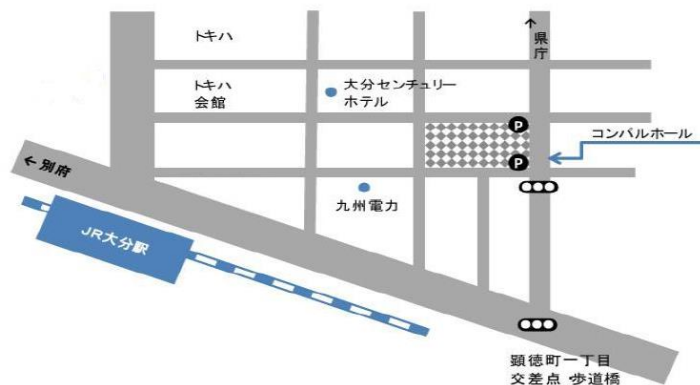 トキハ
↑
県庁
トキハ
会館
大分センチュリー
ホテル
P
コンパルホール
P
← 別府
九州電力
JR大分駅
顕徳町一丁目
交差点・歩道橋